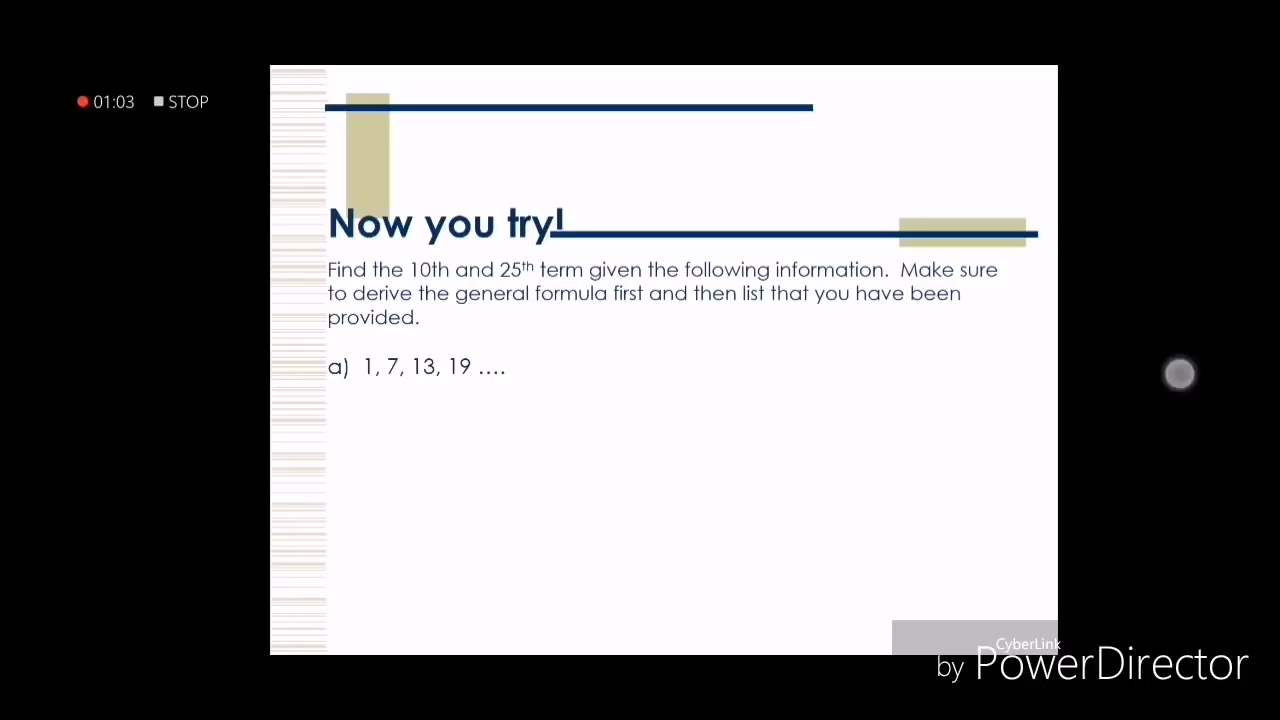 01:03 STOP
Now you try!
Find the 10th and 25th term given the following information. Make sure
to derive the general formula first and then list that you have been
provided.
a) 1, 7, 13, 19 ....
CyberLink
by PowerDirector